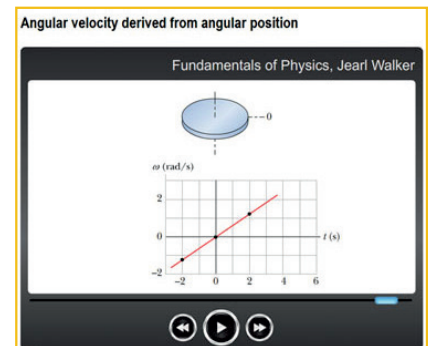 Angular velocity derived from angular position
Fundamentals of Physics, Jearl Walker
0
ω (rad/s)
2
0
t (s)
−2
−2 0 2 4 6